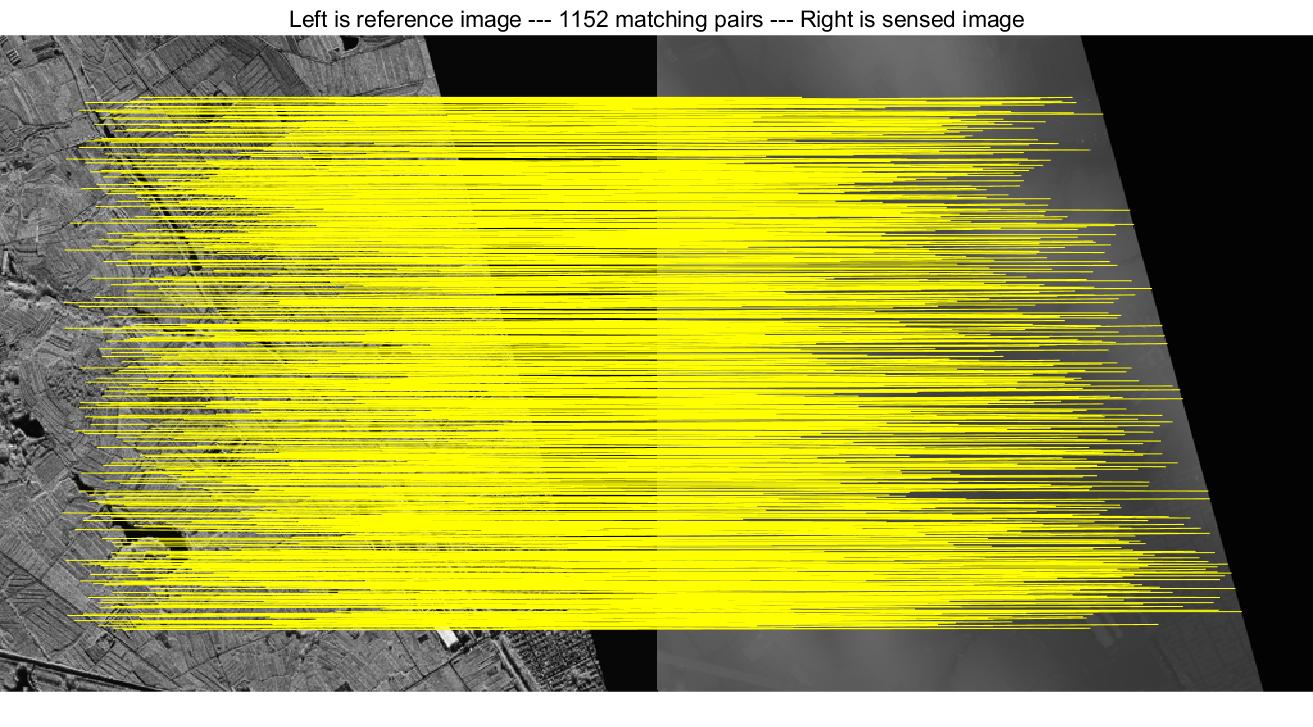 Left is reference image --- 1152 matching pairs --- Right is sensed image